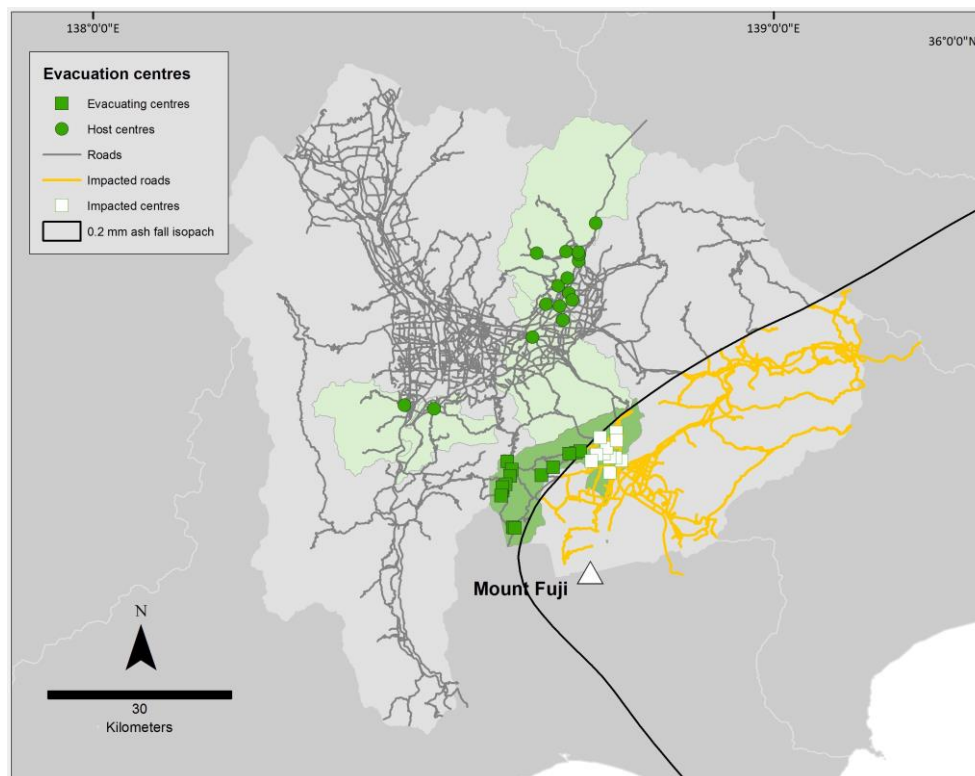 138°0'0"E
139°0'0"E
36°0'0"N
Evacuation centres
Evacuating centres
Host centres
Roads
Impacted roads
Impacted centres
0.2 mm ash fall isopach
Mount Fuji
N
30
Kilometers